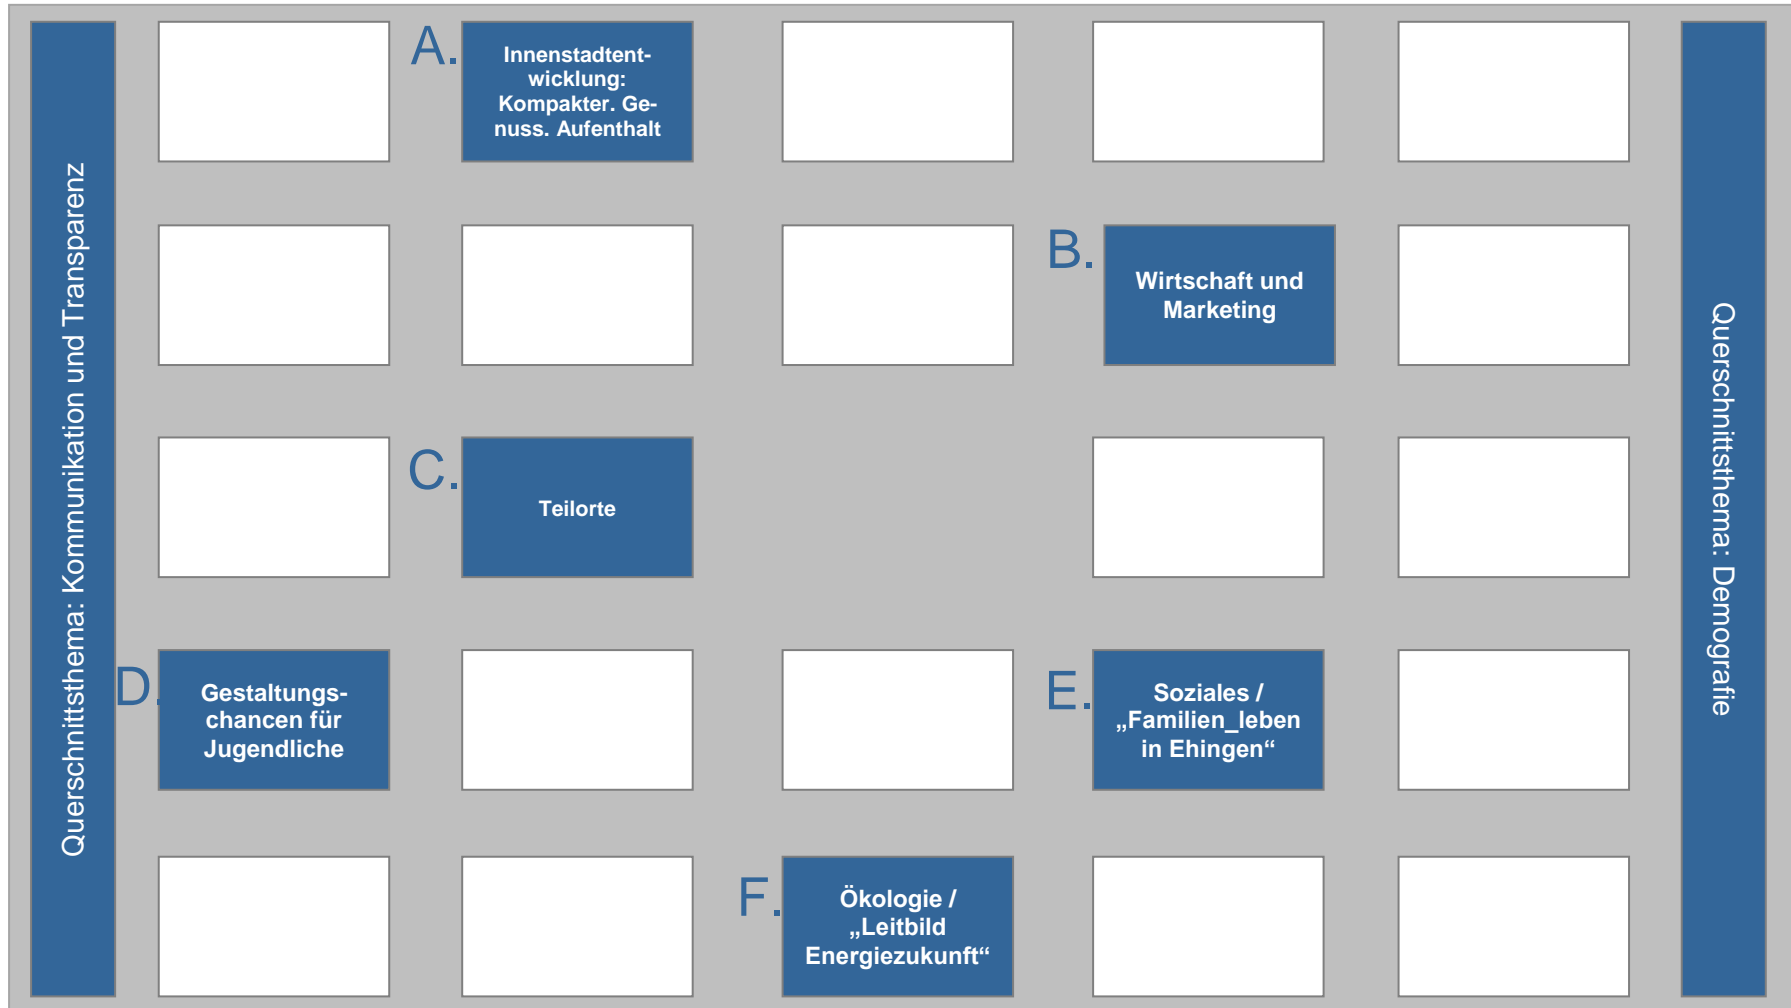 Querschnittsthema: Kommunikation und Transparenz
A.
Innenstadtent-
wicklung:
Kompakter. Ge-
nuss. Aufenthalt
B.
Wirtschaft und
Marketing
C.
Teilorte
D.
Gestaltungs-
chancen für
Jugendliche
E.
Soziales /
„Familien_leben
in Ehingen“
F.
Ökologie /
„Leitbild
Energiezukunft“
Querschnittsthema: Demografie